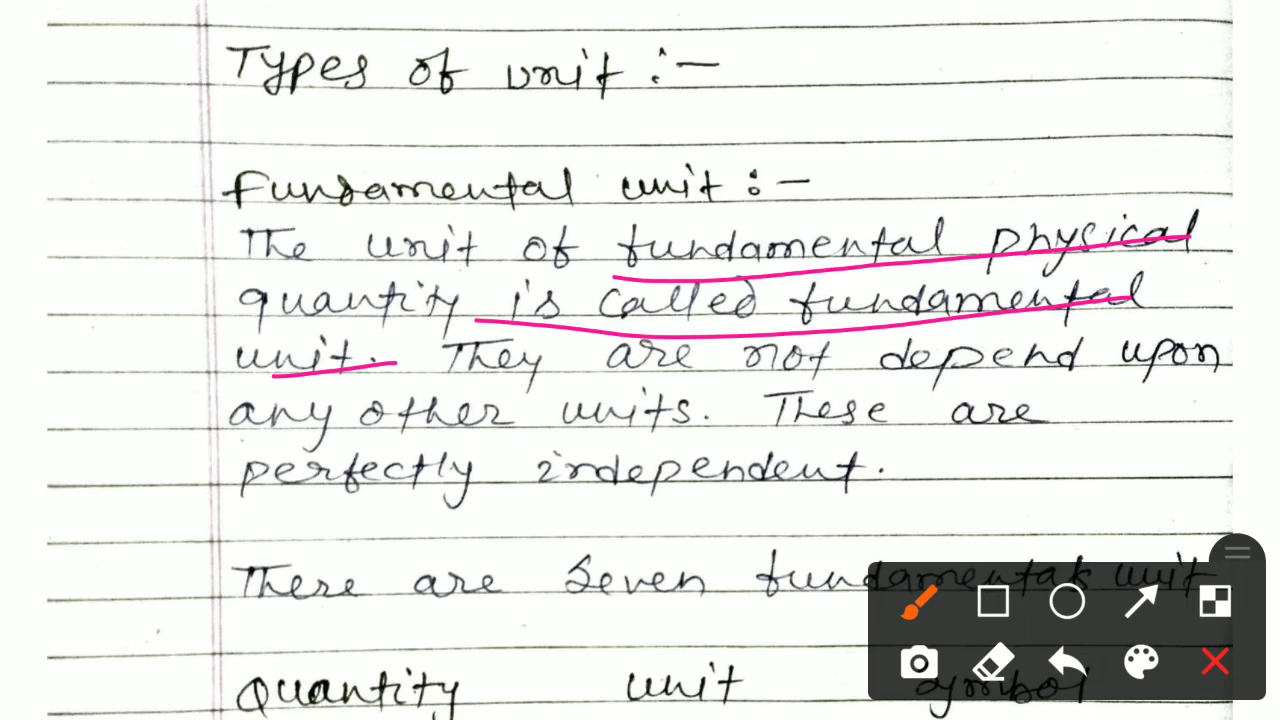 Types of unit :-
Fundamental unit :-
The unit of fundamental physical
quantity is called fundamental
unit. They are not depend upon
any other units. These are
perfectly independent.
There are Seven fundamental unit
Quantity unit symbol